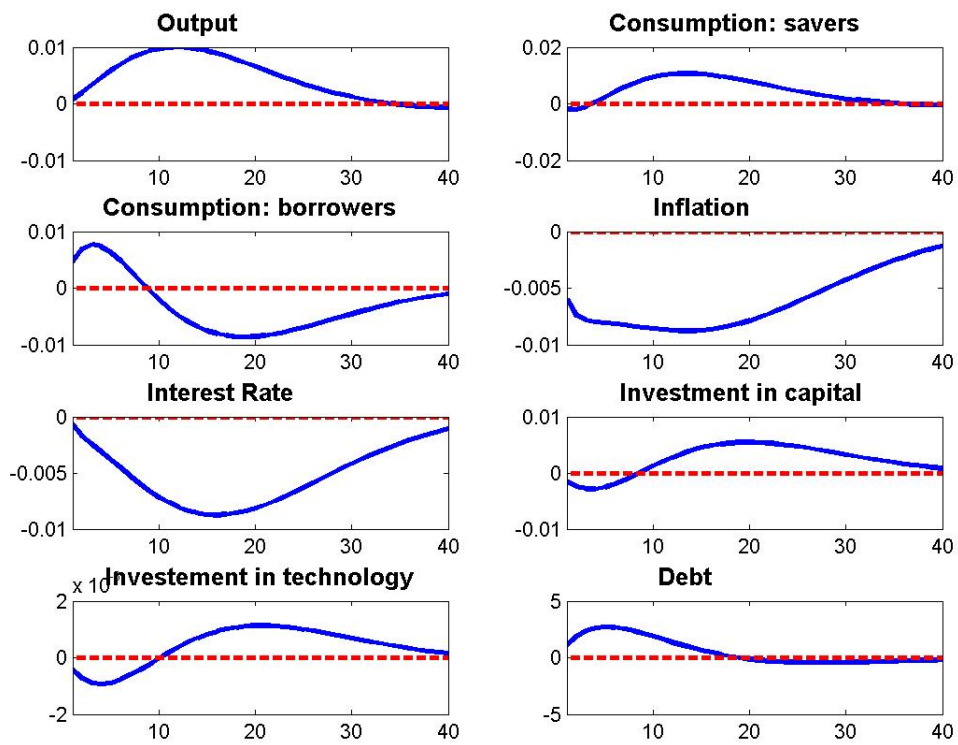 Output
0.01
0
-0.01
10 20 30 40
Consumption: savers
0.02
0
-0.02
10 20 30 40
Consumption: borrowers
0.01
0
-0.01
10 20 30 40
Inflation
0
-0.005
-0.01
10 20 30 40
Interest Rate
0
-0.005
-0.01
10 20 30 40
Investment in capital
0.01
0
-0.01
10 20 30 40
x 10
Investement in technology
2
0
-2
10 20 30 40
Debt
5
0
-5
10 20 30 40